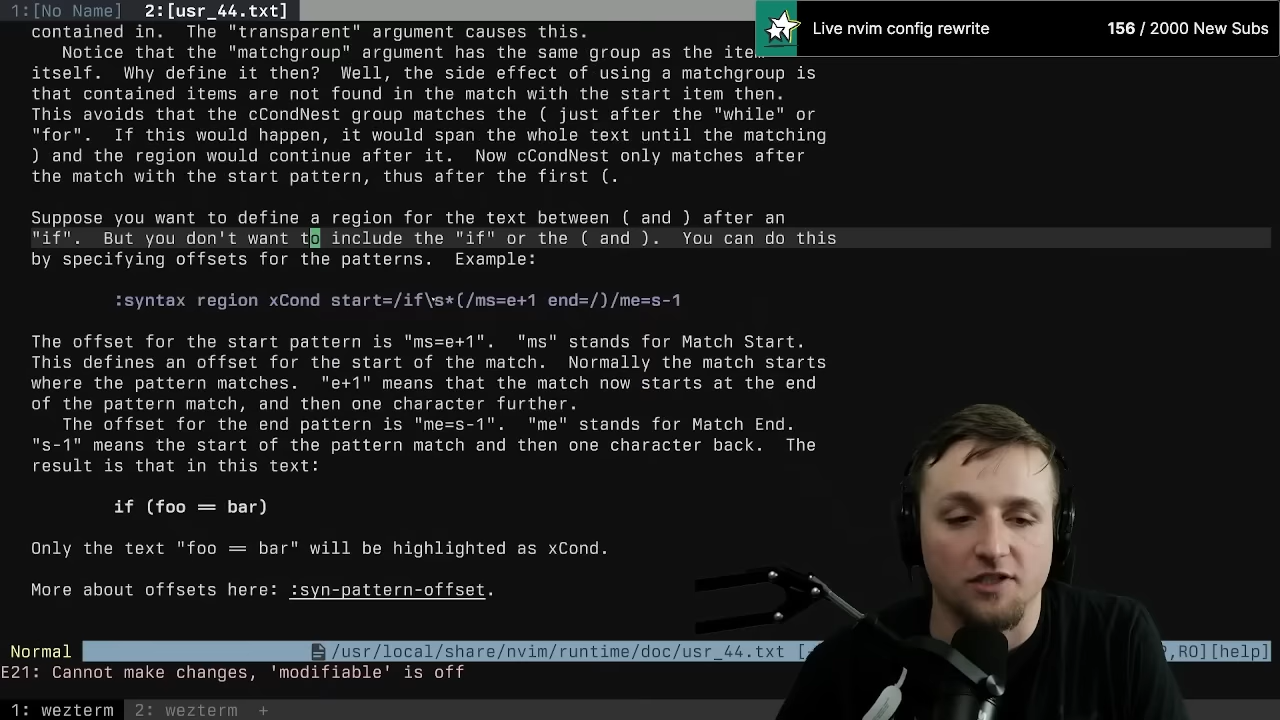 1:[No Name]  2:[usr_44.txt]
Live nvim config rewrite
156 / 2000 New Subs
contained in.  The "transparent" argument causes this.
Notice that the "matchgroup" argument has the same group as the item
itself.  Why define it then?  Well, the side effect of using a matchgroup is
that contained items are not found in the match with the start item then.
This avoids that the cCondNest group matches the ( just after the "while" or
"for".  If this would happen, it would span the whole text until the matching
) and the region would continue after it.  Now cCondNest only matches after
the match with the start pattern, thus after the first (.
Suppose you want to define a region for the text between ( and ) after an
"if".  But you don't want to include the "if" or the ( and ).  You can do this
by specifying offsets for the patterns.  Example:
:syntax region xCond start=/if\s*(/ms=e+1 end=/)/me=s-1
The offset for the start pattern is "ms=e+1".  "ms" stands for Match Start.
This defines an offset for the start of the match.  Normally the match starts
where the pattern matches.  "e+1" means that the match now starts at the end
of the pattern match, and then one character further.
The offset for the end pattern is "me=s-1".  "me" stands for Match End.
"s-1" means the start of the pattern match and then one character back.  The
result is that in this text:
if (foo == bar)
Only the text "foo == bar" will be highlighted as xCond.
More about offsets here: :syn-pattern-offset.
Normal /usr/local/share/nvim/runtime/doc/usr_44.txt [ ,RO][help]
E21: Cannot make changes, 'modifiable' is off
1: wezterm  2: wezterm  +